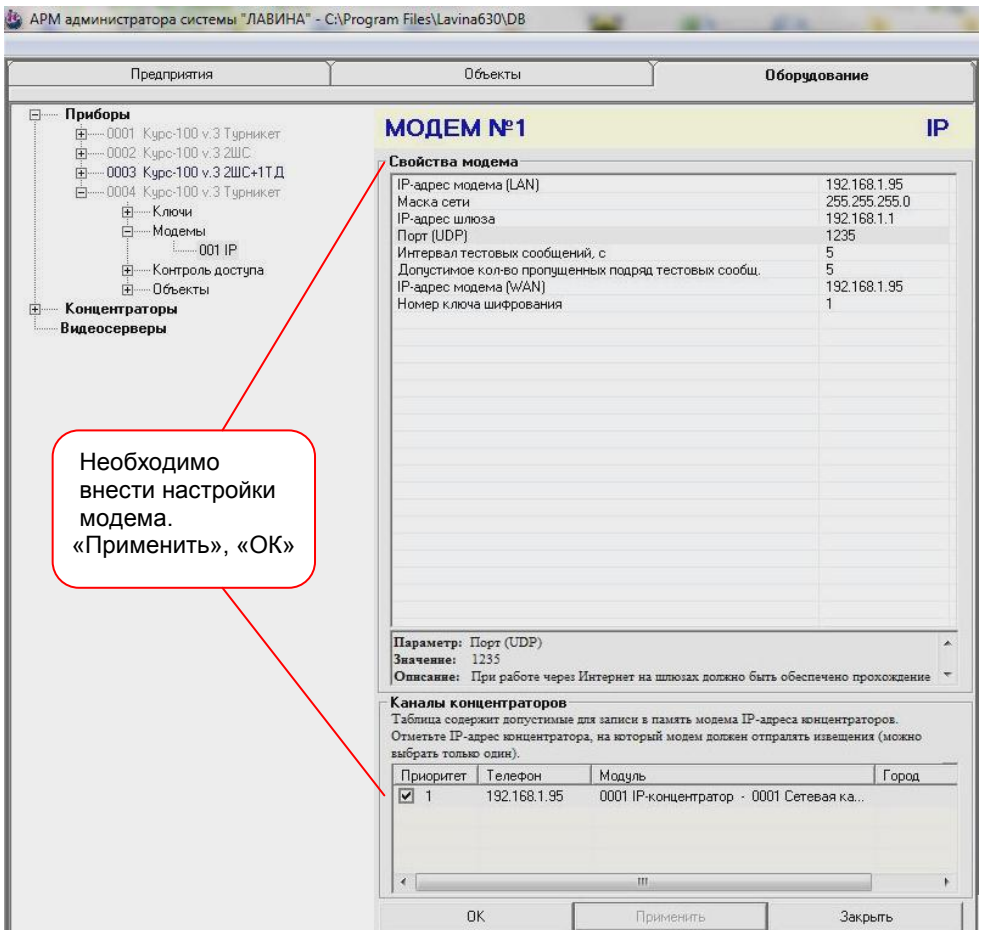 АРМ администратора системы "ЛАВИНА" - C:\Program Files\Lavina630\DB
Предприятия Объекты Оборудование
Приборы
0001 Курс-100 v.3 Турникет
0002 Курс-100 v.3 2ШС
0003 Курс-100 v.3 2ШС+1ТД
0004 Курс-100 v.3 Турникет
Ключи
Модемы
001 IP
Контроль доступа
Объекты
Концентраторы
Видеосерверы
Необходимо
внести настройки
модема.
«Применить», «ОК»
МОДЕМ №1 IP
Свойства модема
IP-адрес модема (LAN) 192.168.1.95
Маска сети 255.255.255.0
IP-адрес шлюза 192.168.1.1
Порт (UDP) 1235
Интервал тестовых сообщений, с 5
Допустимое кол-во пропущенных подряд тестовых сообщ. 5
IP-адрес модема (WAN) 192.168.1.95
Номер ключа шифрования 1
Параметр: Порт (UDP)
Значение: 1235
Описание: При работе через Интернет на шлюзах должно быть обеспечено прохождение
Каналы концентраторов
Таблица содержит допустимые для записи в память модема IP-адреса концентраторов.
Отметьте IP-адрес концентратора, на который модем должен отпралять извещения (можно
выбрать только один).
Приоритет Телефон Модуль Город
1 192.168.1.95 0001 IP-концентратор - 0001 Сетевая ка...
ОК Применить Закрыть